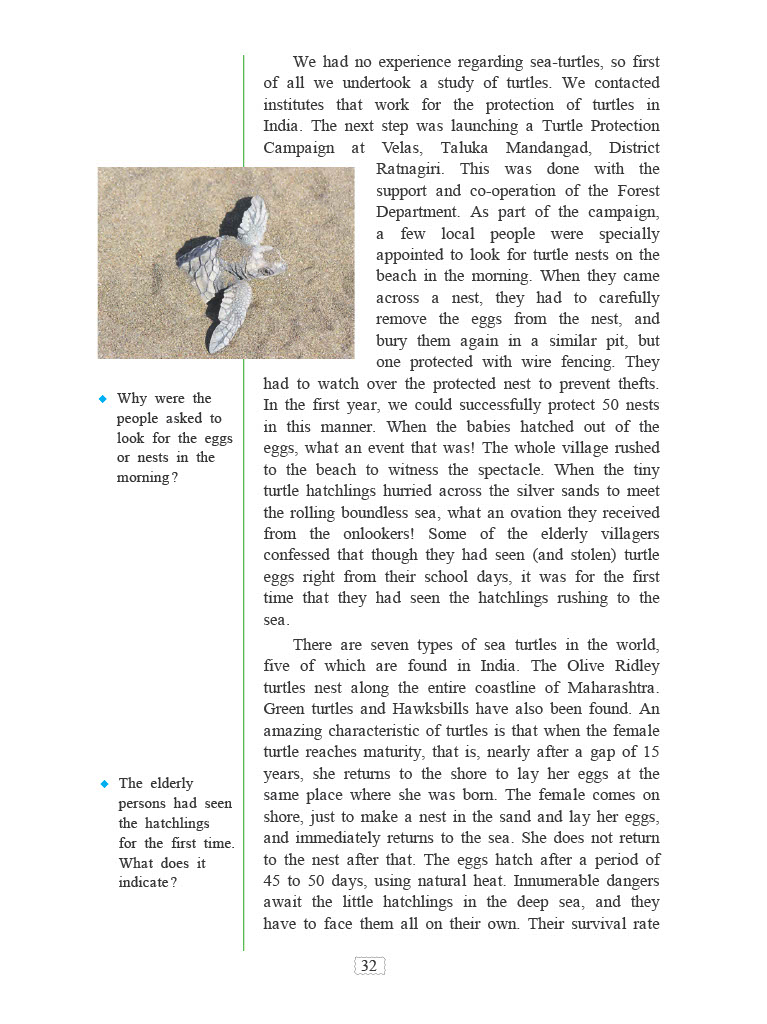 We had no experience regarding sea-turtles, so first
of all we undertook a study of turtles. We contacted
institutes that work for the protection of turtles in
India. The next step was launching a Turtle Protection
Campaign at Velas, Taluka Mandangad, District
Ratnagiri. This was done with the
support and co-operation of the Forest
Department. As part of the campaign,
a few local people were specially
appointed to look for turtle nests on the
beach in the morning. When they came
across a nest, they had to carefully
remove the eggs from the nest, and
bury them again in a similar pit, but
one protected with wire fencing. They
had to watch over the protected nest to prevent thefts.
In the first year, we could successfully protect 50 nests
in this manner. When the babies hatched out of the
eggs, what an event that was! The whole village rushed
to the beach to witness the spectacle. When the tiny
turtle hatchlings hurried across the silver sands to meet
the rolling boundless sea, what an ovation they received
from the onlookers! Some of the elderly villagers
confessed that though they had seen (and stolen) turtle
eggs right from their school days, it was for the first
time that they had seen the hatchlings rushing to the
sea.
There are seven types of sea turtles in the world,
five of which are found in India. The Olive Ridley
turtles nest along the entire coastline of Maharashtra.
Green turtles and Hawksbills have also been found. An
amazing characteristic of turtles is that when the female
turtle reaches maturity, that is, nearly after a gap of 15
years, she returns to the shore to lay her eggs at the
same place where she was born. The female comes on
shore, just to make a nest in the sand and lay her eggs,
and immediately returns to the sea. She does not return
to the nest after that. The eggs hatch after a period of
45 to 50 days, using natural heat. Innumerable dangers
await the little hatchlings in the deep sea, and they
have to face them all on their own. Their survival rate
◆ Why were the
people asked to
look for the eggs
or nests in the
morning?
◆ The elderly
persons had seen
the hatchlings
for the first time.
What does it
indicate?
32